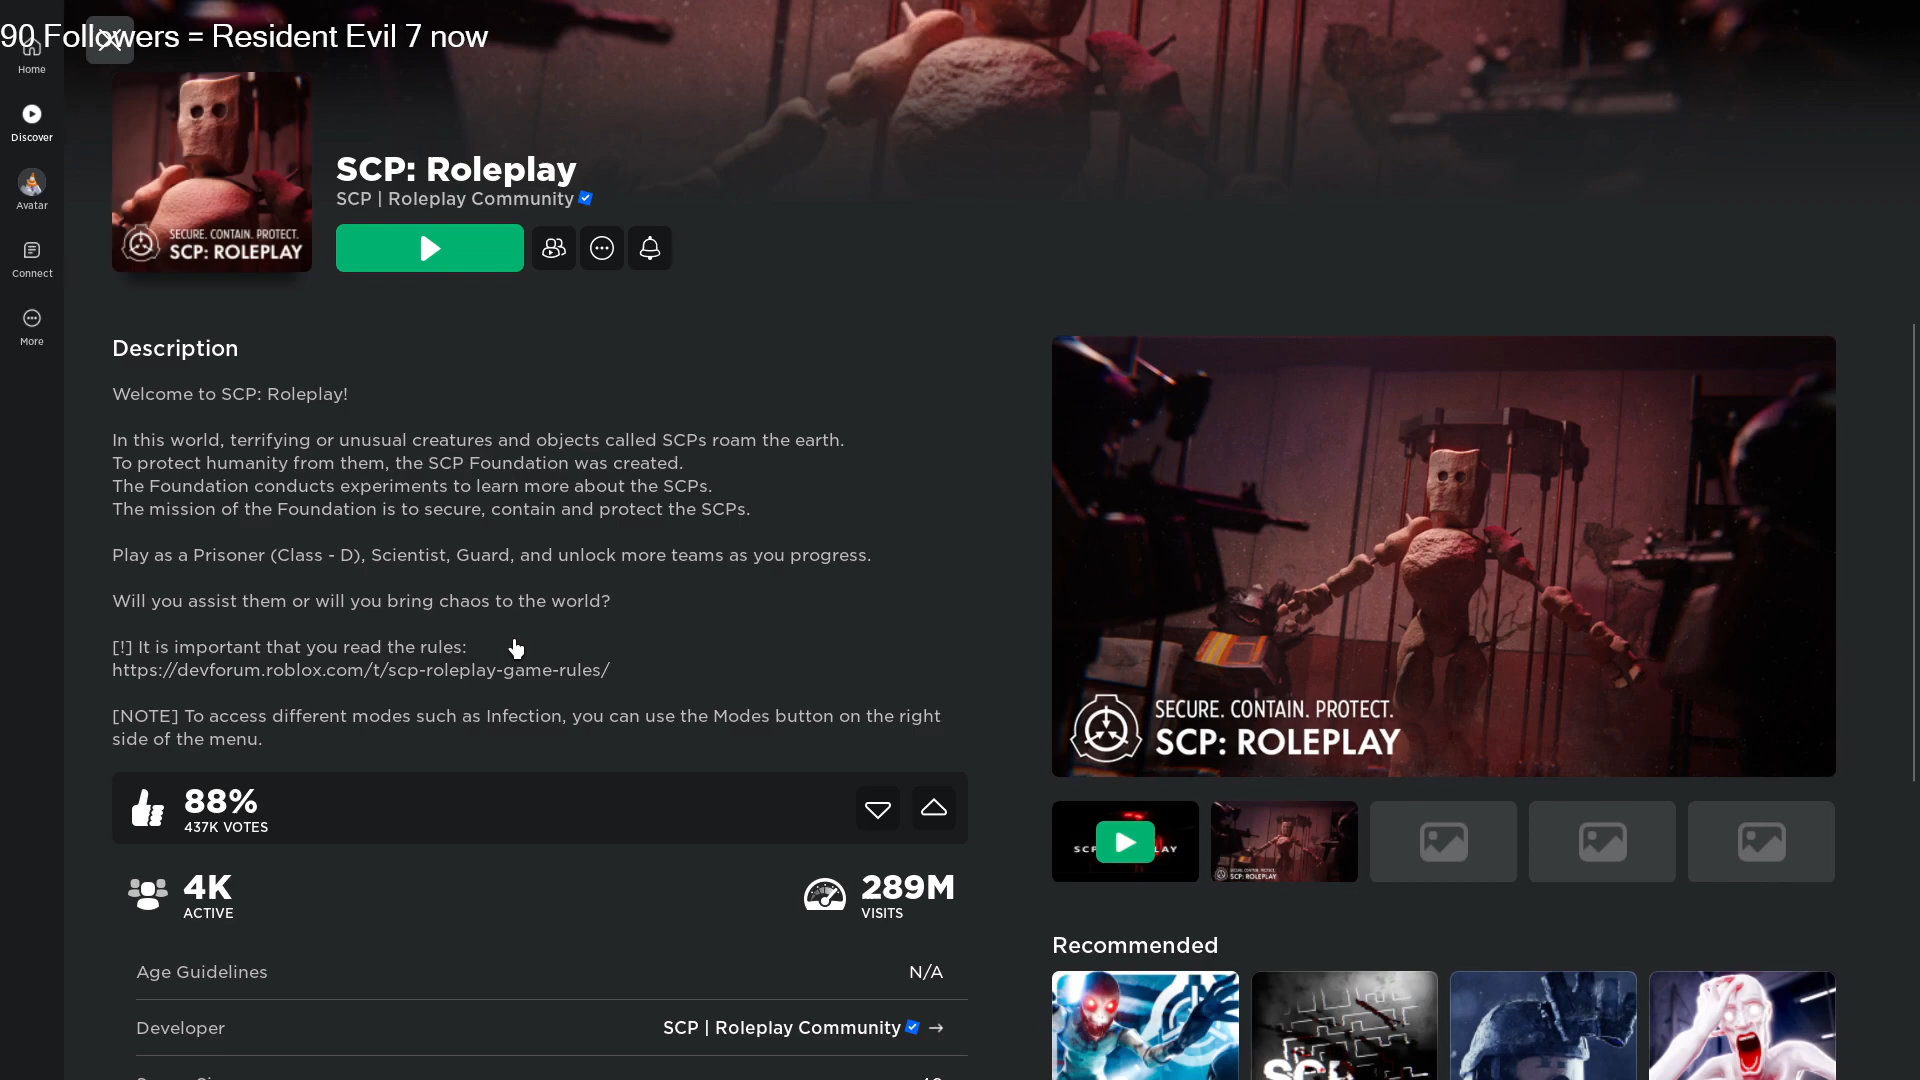 90 Followers = Resident Evil 7 now
Home
Discover
Avatar
Connect
More
SECURE. CONTAIN. PROTECT.
SCP: ROLEPLAY
SCP: Roleplay
SCP | Roleplay Community
Description
Welcome to SCP: Roleplay!
In this world, terrifying or unusual creatures and objects called SCPs roam the earth.
To protect humanity from them, the SCP Foundation was created.
The Foundation conducts experiments to learn more about the SCPs.
The mission of the Foundation is to secure, contain and protect the SCPs.
Play as a Prisoner (Class - D), Scientist, Guard, and unlock more teams as you progress.
Will you assist them or will you bring chaos to the world?
[!] It is important that you read the rules:
https://devforum.roblox.com/t/scp-roleplay-game-rules/
[NOTE] To access different modes such as Infection, you can use the Modes button on the right
side of the menu.
88%
437K VOTES
4K
ACTIVE
289M
VISITS
Age Guidelines
N/A
Developer
SCP | Roleplay Community
SECURE. CONTAIN. PROTECT.
SCP: ROLEPLAY
SCP: ROLEPLAY
Recommended